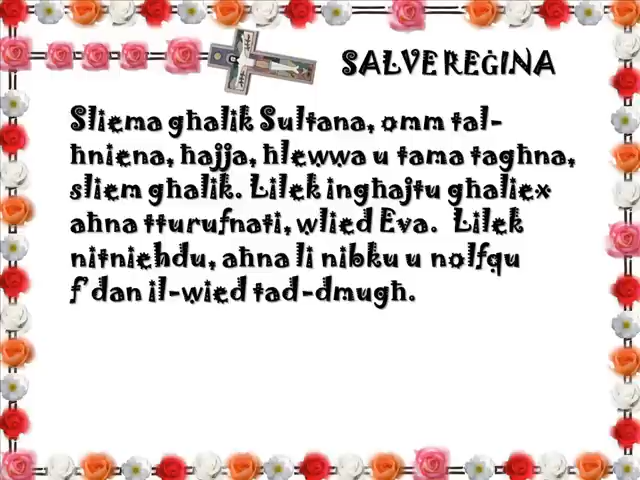 SALVE REĠINA
Sliema għalik Sultana, omm tal-
ħniena, ħajja, ħlewwa u tama tagħna,
sliem għalik. Lilek ingħajtu għaliex
aħna tturufnati, wlied Eva. Lilek
nitniehdu, aħna li nibku u nolfqu
f'dan il-wied tad-dmugħ.